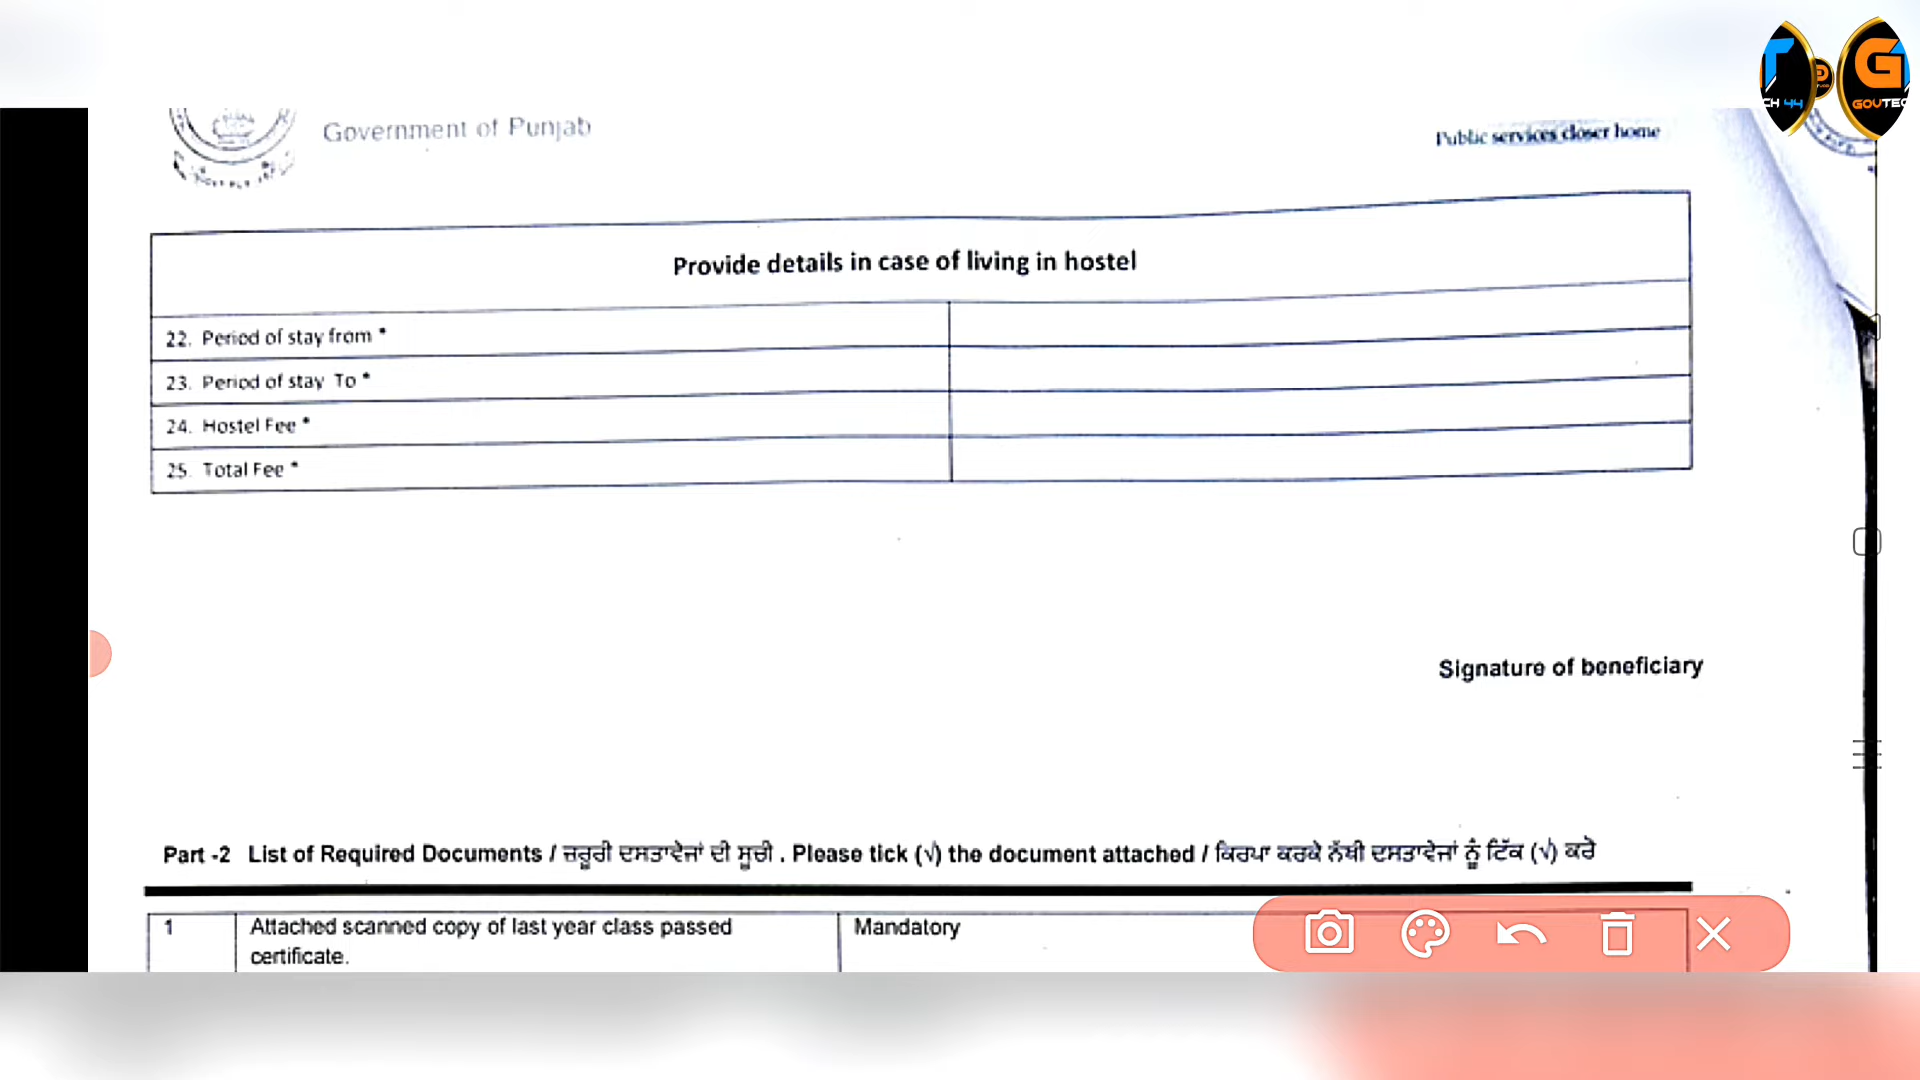 Government of Punjab
Public services closer home
Provide details in case of living in hostel
22. Period of stay from *
23. Period of stay To *
24. Hostel Fee *
25. Total Fee *
Signature of beneficiary
Part -2 List of Required Documents / ਜ਼ਰੂਰੀ ਦਸਤਾਵੇਜਾਂ ਦੀ ਸੂਚੀ . Please tick (√) the document attached / ਕਿਰਪਾ ਕਰਕੇ ਨੱਥੀ ਦਸਤਾਵੇਜਾਂ ਨੂੰ ਟਿੱਕ (√) ਕਰੋ
1 Attached scanned copy of last year class passed certificate. Mandatory
CH 44
GOVTEC